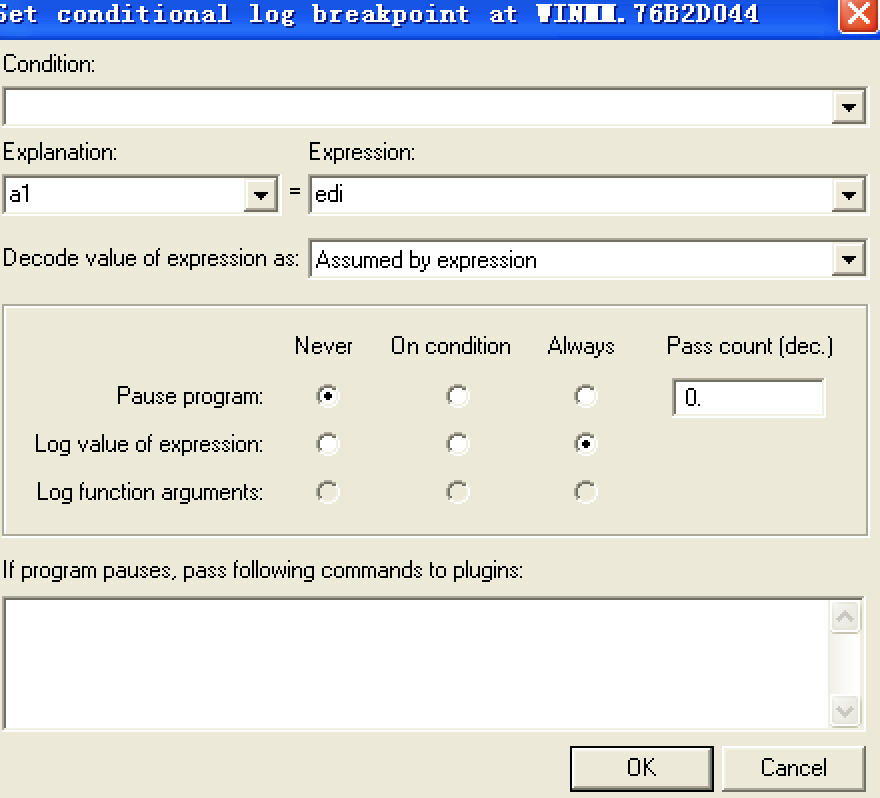 Set conditional log breakpoint at WINMM.76B2D044
Condition:
Explanation: Expression:
a1 = edi
Decode value of expression as: Assumed by expression
Never On condition Always Pass count (dec.)
Pause program: 0.
Log value of expression:
Log function arguments:
If program pauses, pass following commands to plugins:
OK Cancel